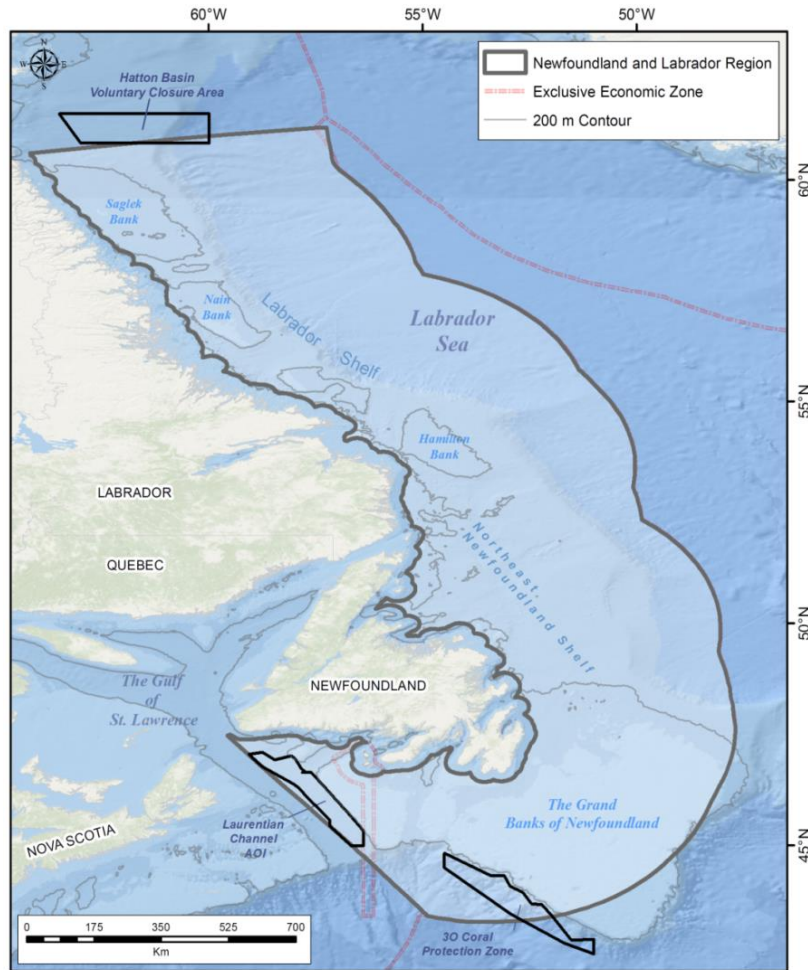 60°W
55°W
50°W
N
W
E
S
Hatton Basin
Voluntary Closure Area
Newfoundland and Labrador Region
Exclusive Economic Zone
200 m Contour
60°N
Saglek
Bank
Nain
Bank
Labrador Shelf
Labrador
Sea
55°N
Hamilton
Bank
LABRADOR
QUEBEC
Northeast
Newfoundland Shelf
50°N
The Gulf
of
St. Lawrence
NEWFOUNDLAND
The Grand
Banks of Newfoundland
Laurentian
Channel
AOI
NOVA SCOTIA
45°N
0 175 350 525 700
Km
3O Coral
Protection Zone